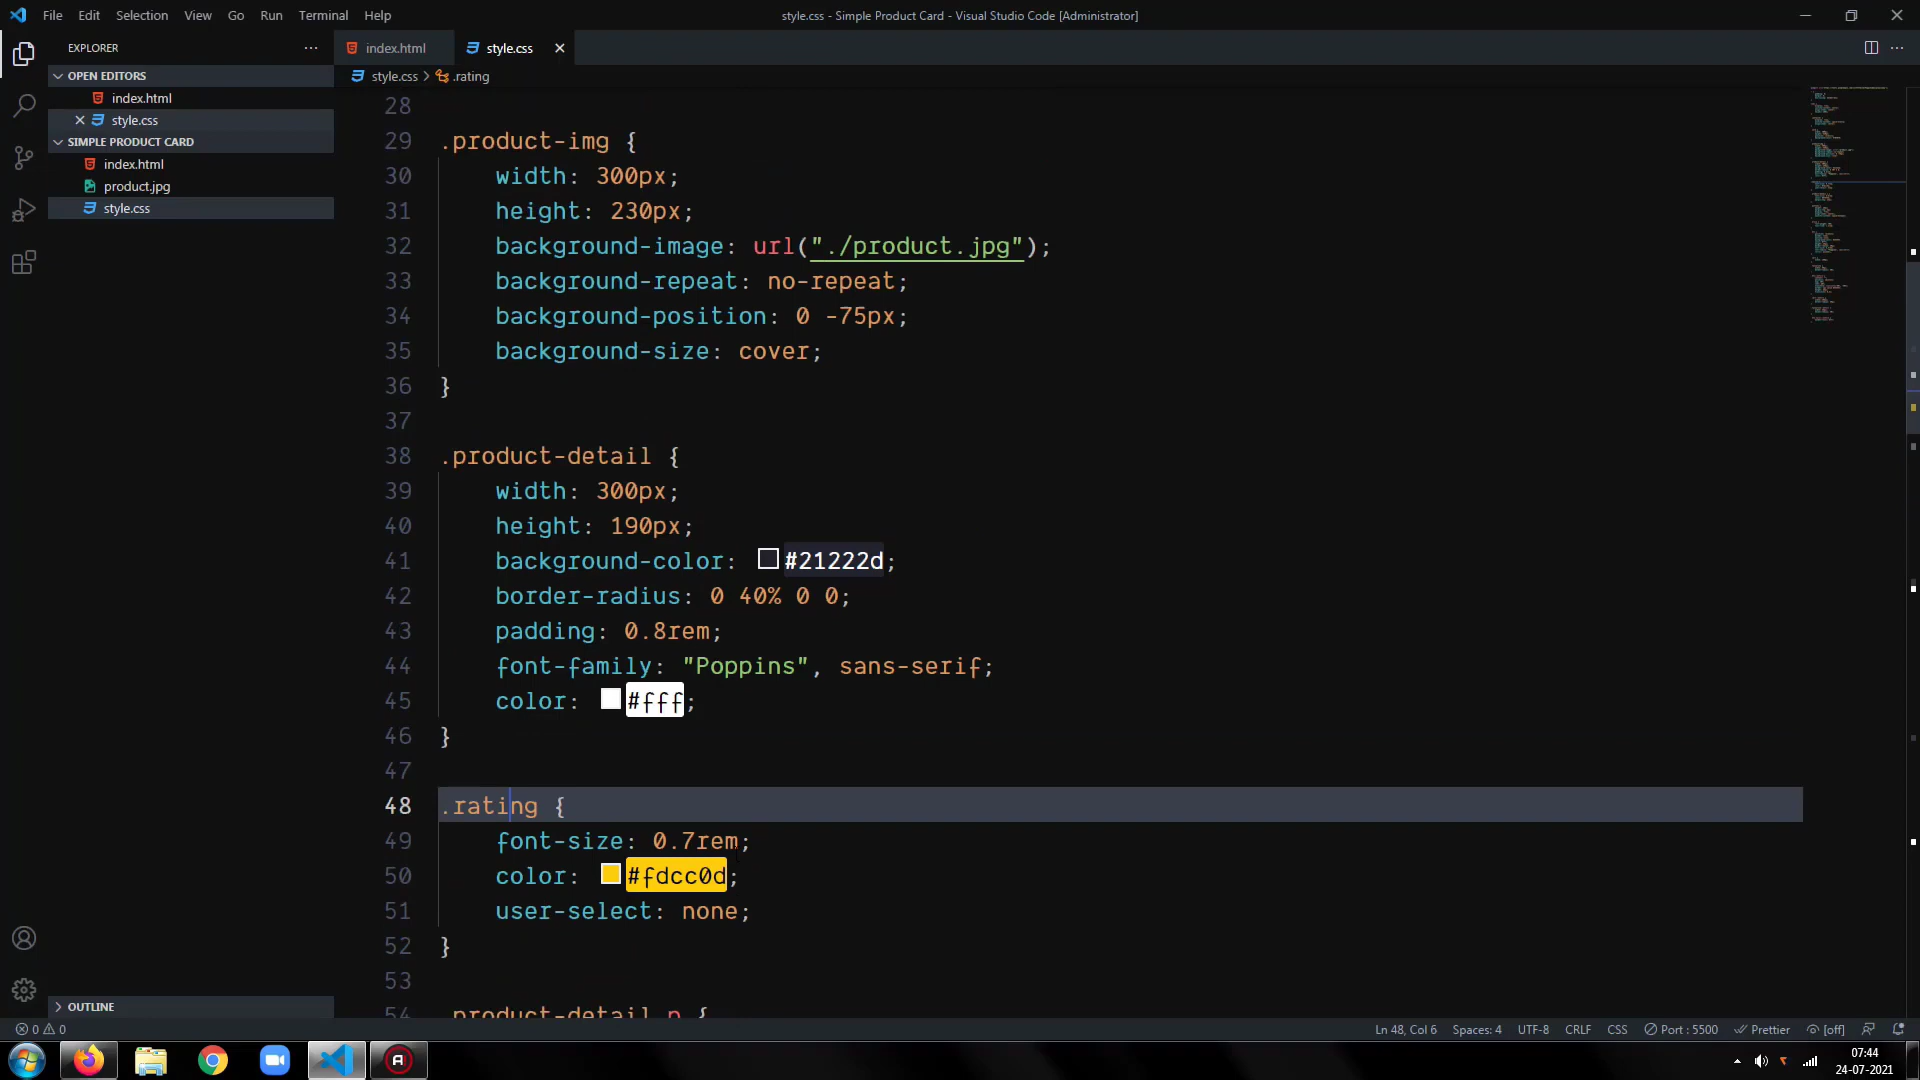 File Edit Selection View Go Run Terminal Help
style.css - Simple Product Card - Visual Studio Code [Administrator]
EXPLORER
OPEN EDITORS
index.html
style.css
SIMPLE PRODUCT CARD
index.html
product.jpg
style.css
OUTLINE
index.html style.css
style.css > .rating
28
29 .product-img {
30 width: 300px;
31 height: 230px;
32 background-image: url("./product.jpg");
33 background-repeat: no-repeat;
34 background-position: 0 -75px;
35 background-size: cover;
36 }
37
38 .product-detail {
39 width: 300px;
40 height: 190px;
41 background-color: #21222d;
42 border-radius: 0 40% 0 0;
43 padding: 0.8rem;
44 font-family: "Poppins", sans-serif;
45 color: #fff;
46 }
47
48 .rating {
49 font-size: 0.7rem;
50 color: #fdcc0d;
51 user-select: none;
52 }
53
54 .product-detail p {
0 0
Ln 48, Col 6 Spaces: 4 UTF-8 CRLF CSS Port : 5500 Prettier [off]
07:44
24-07-2021